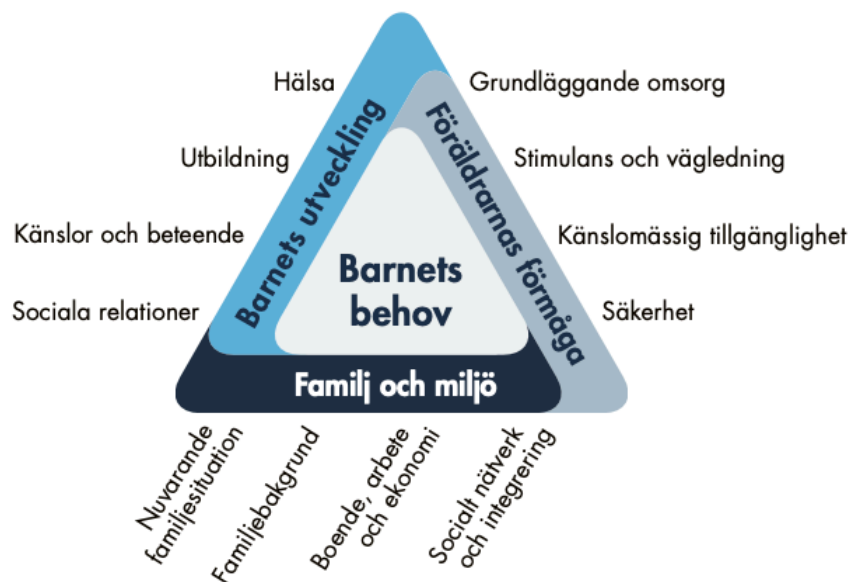 Hälsa
Utbildning
Känslor och beteende
Sociala relationer
Barnets utveckling
Föräldrarnas förmåga
Grundläggande omsorg
Stimulans och vägledning
Känslomässig tillgänglighet
Säkerhet
Barnets
behov
Familj och miljö
Nuvarande
familjesituation
Familjebakgrund
Boende, arbete
och ekonomi
Socialt nätverk
och integrering